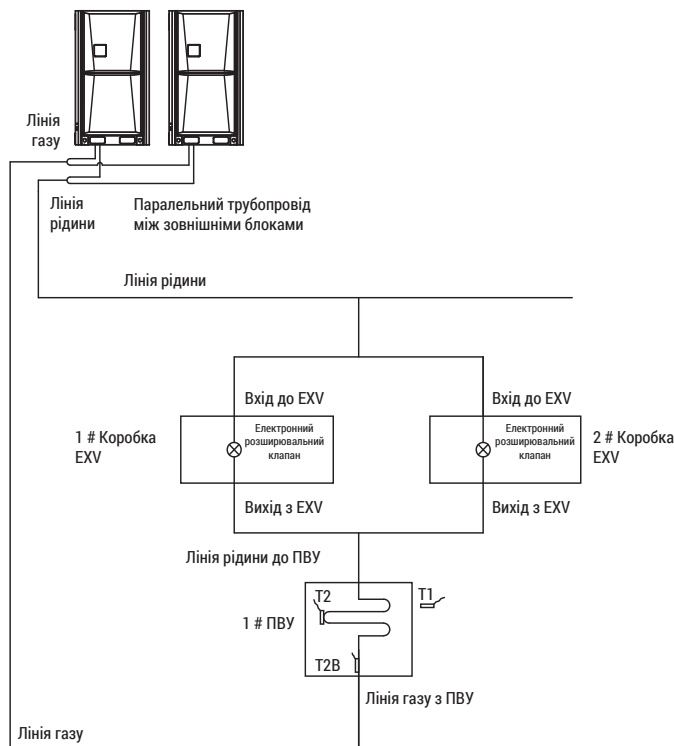 Лінія
газу
Лінія
рідини
Паралельний трубопровід
між зовнішніми блоками
Лінія рідини
Вхід до EXV
Вхід до EXV
1 # Коробка
EXV
Електронний
розширювальний
клапан
Електронний
розширювальний
клапан
2 # Коробка
EXV
Вихід з EXV
Вихід з EXV
Лінія рідини до ПВУ
1 # ПВУ
T2
T1
T2B
Лінія газу з ПВУ
Лінія газу